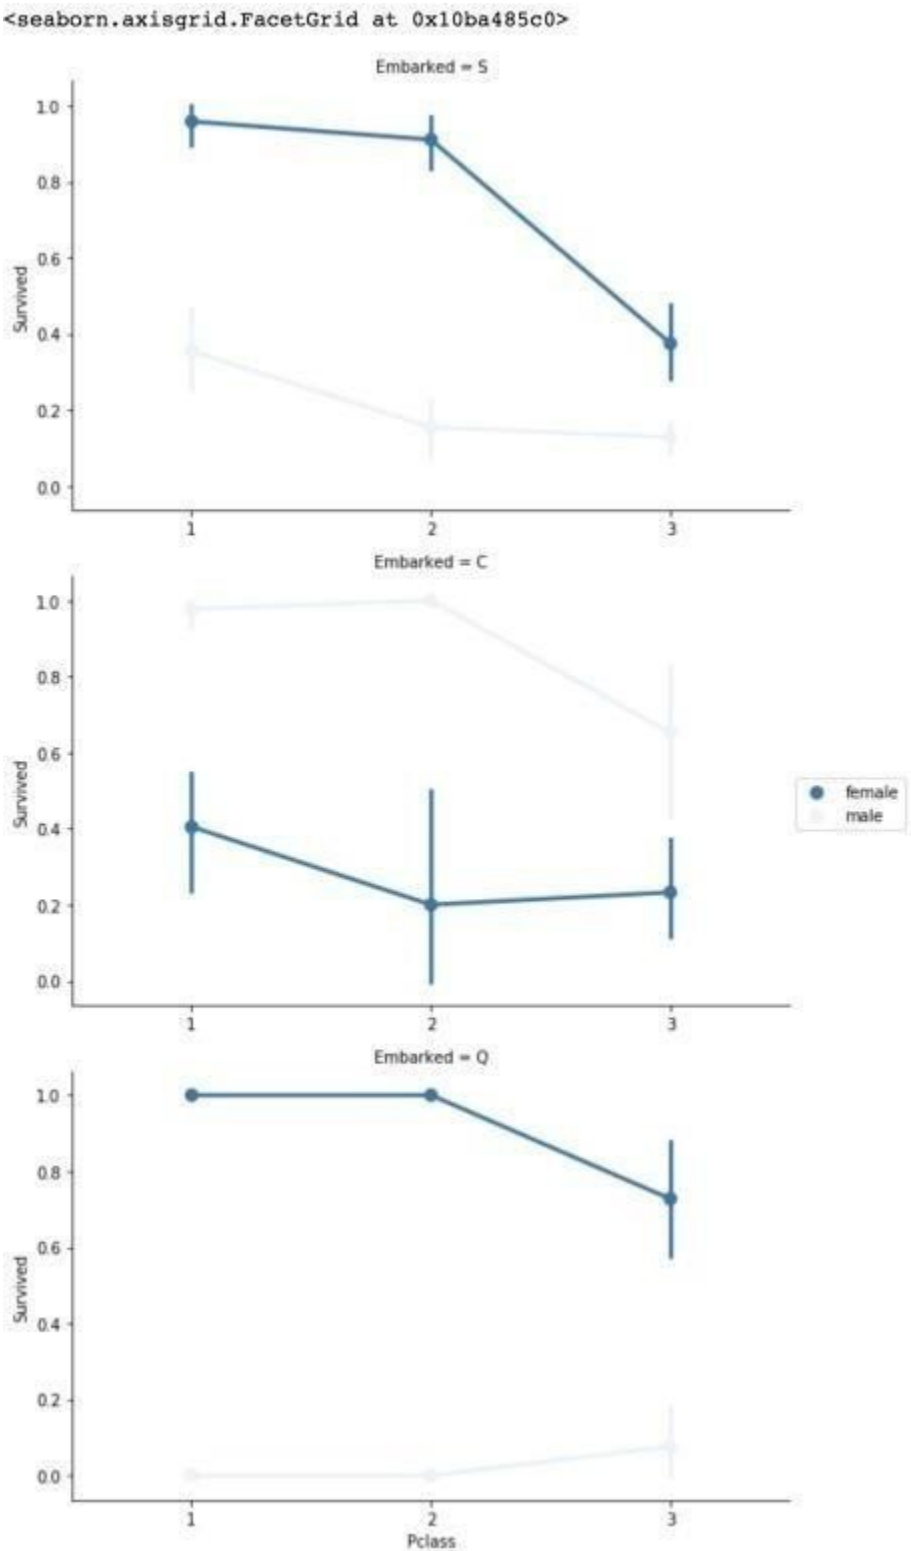 <seaborn.axisgrid.FacetGrid at 0x10ba485c0>
Embarked = S
1.0
0.8
0.6
0.4
0.2
0.0
Survived
1 2 3
Embarked = C
1.0
0.8
0.6
0.4
0.2
0.0
Survived
1 2 3
female
male
Embarked = Q
1.0
0.8
0.6
0.4
0.2
0.0
Survived
1 2 3
Pclass